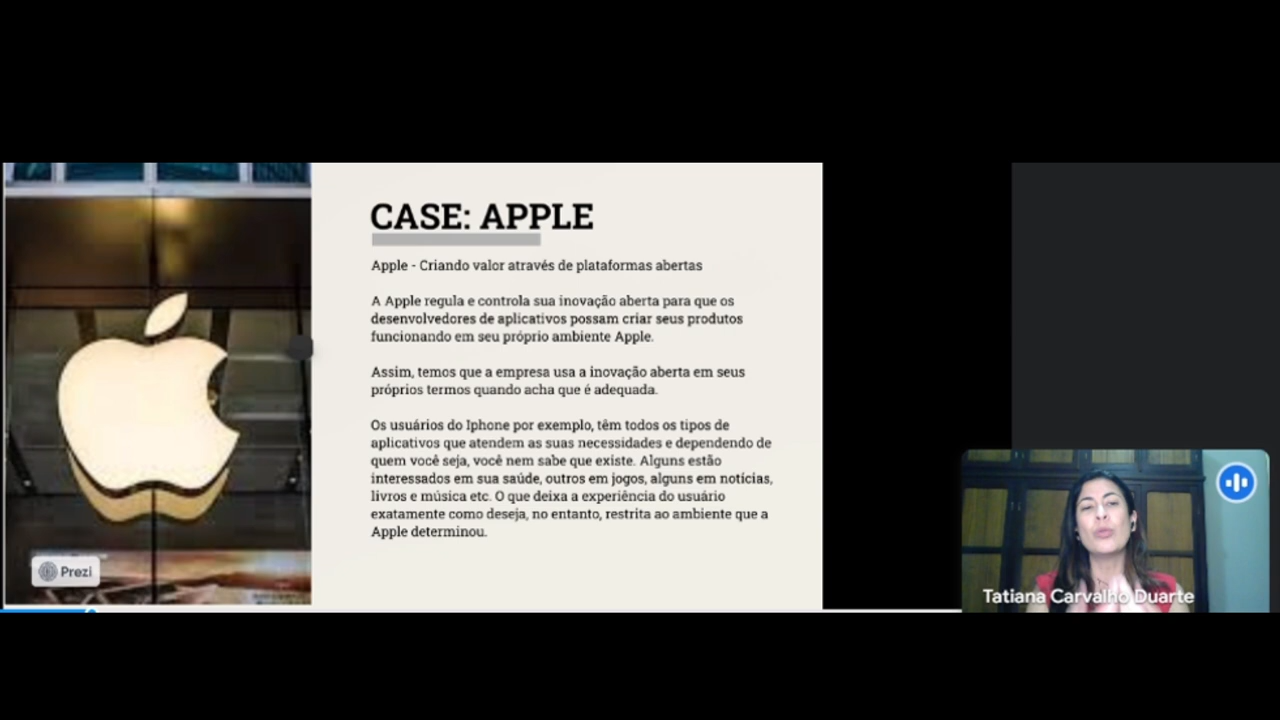 CASE: APPLE
Apple - Criando valor através de plataformas abertas
A Apple regula e controla sua inovação aberta para que os
desenvolvedores de aplicativos possam criar seus produtos
funcionando em seu próprio ambiente Apple.
Assim, temos que a empresa usa a inovação aberta em seus
próprios termos quando acha que é adequada.
Os usuários do Iphone por exemplo, têm todos os tipos de
aplicativos que atendem as suas necessidades e dependendo de
quem você seja, você nem sabe que existe. Alguns estão
interessados em sua saúde, outros em jogos, alguns em notícias,
livros e música etc. O que deixa a experiência do usuário
exatamente como deseja, no entanto, restrita ao ambiente que a
Apple determinou.
Prezi
Tatiana Carvalho Duarte